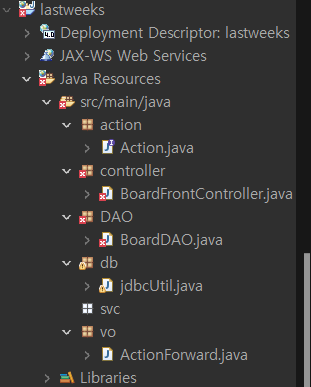 lastweeks
Deployment Descriptor: lastweeks
JAX-WS Web Services
Java Resources
src/main/java
action
Action.java
controller
BoardFrontController.java
DAO
BoardDAO.java
db
jdbcUtil.java
svc
vo
ActionForward.java
Libraries